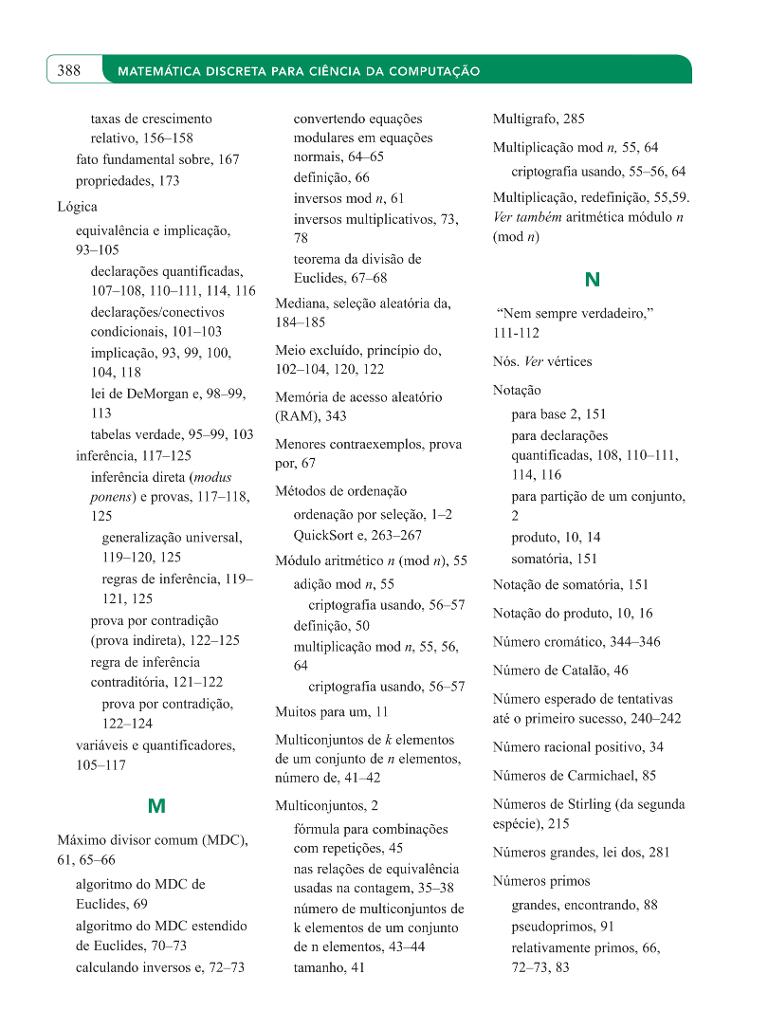 388
MATEMÁTICA DISCRETA PARA CIÊNCIA DA COMPUTAÇÃO
taxas de crescimento
relativo, 156–158
fato fundamental sobre, 167
propriedades, 173
Lógica
equivalência e implicação,
93–105
declarações quantificadas,
107–108, 110–111, 114, 116
declarações/conectivos
condicionais, 101–103
implicação, 93, 99, 100,
104, 118
lei de DeMorgan e, 98–99,
113
tabelas verdade, 95–99, 103
inferência, 117–125
inferência direta (modus
ponens) e provas, 117–118,
125
generalização universal,
119–120, 125
regras de inferência, 119–
121, 125
prova por contradição
(prova indireta), 122–125
regra de inferência
contraditória, 121–122
prova por contradição,
122–124
variáveis e quantificadores,
105–117
M
Máximo divisor comum (MDC),
61, 65–66
algoritmo do MDC de
Euclides, 69
algoritmo do MDC estendido
de Euclides, 70–73
calculando inversos e, 72–73
convertendo equações
modulares em equações
normais, 64–65
definição, 66
inversos mod n, 61
inversos multiplicativos, 73,
78
teorema da divisão de
Euclides, 67–68
Mediana, seleção aleatória da,
184–185
Meio excluído, princípio do,
102–104, 120, 122
Memória de acesso aleatório
(RAM), 343
Menores contraexemplos, prova
por, 67
Métodos de ordenação
ordenação por seleção, 1–2
QuickSort e, 263–267
Módulo aritmético n (mod n), 55
adição mod n, 55
criptografia usando, 56–57
definição, 50
multiplicação mod n, 55, 56,
64
criptografia usando, 56–57
Muitos para um, 11
Multiconjuntos de k elementos
de um conjunto de n elementos,
número de, 41–42
Multiconjuntos, 2
fórmula para combinações
com repetições, 45
nas relações de equivalência
usadas na contagem, 35–38
número de multiconjuntos de
k elementos de um conjunto
de n elementos, 43–44
tamanho, 41
Multigrafo, 285
Multiplicação mod n, 55, 64
criptografia usando, 55–56, 64
Multiplicação, redefinição, 55,59.
Ver também aritmética módulo n
(mod n)
N
“Nem sempre verdadeiro,”
111-112
Nós. Ver vértices
Notação
para base 2, 151
para declarações
quantificadas, 108, 110–111,
114, 116
para partição de um conjunto,
2
produto, 10, 14
somatória, 151
Notação de somatória, 151
Notação do produto, 10, 16
Número cromático, 344–346
Número de Catalão, 46
Número esperado de tentativas
até o primeiro sucesso, 240–242
Número racional positivo, 34
Números de Carmichael, 85
Números de Stirling (da segunda
espécie), 215
Números grandes, lei dos, 281
Números primos
grandes, encontrando, 88
pseudoprimos, 91
relativamente primos, 66,
72–73, 83